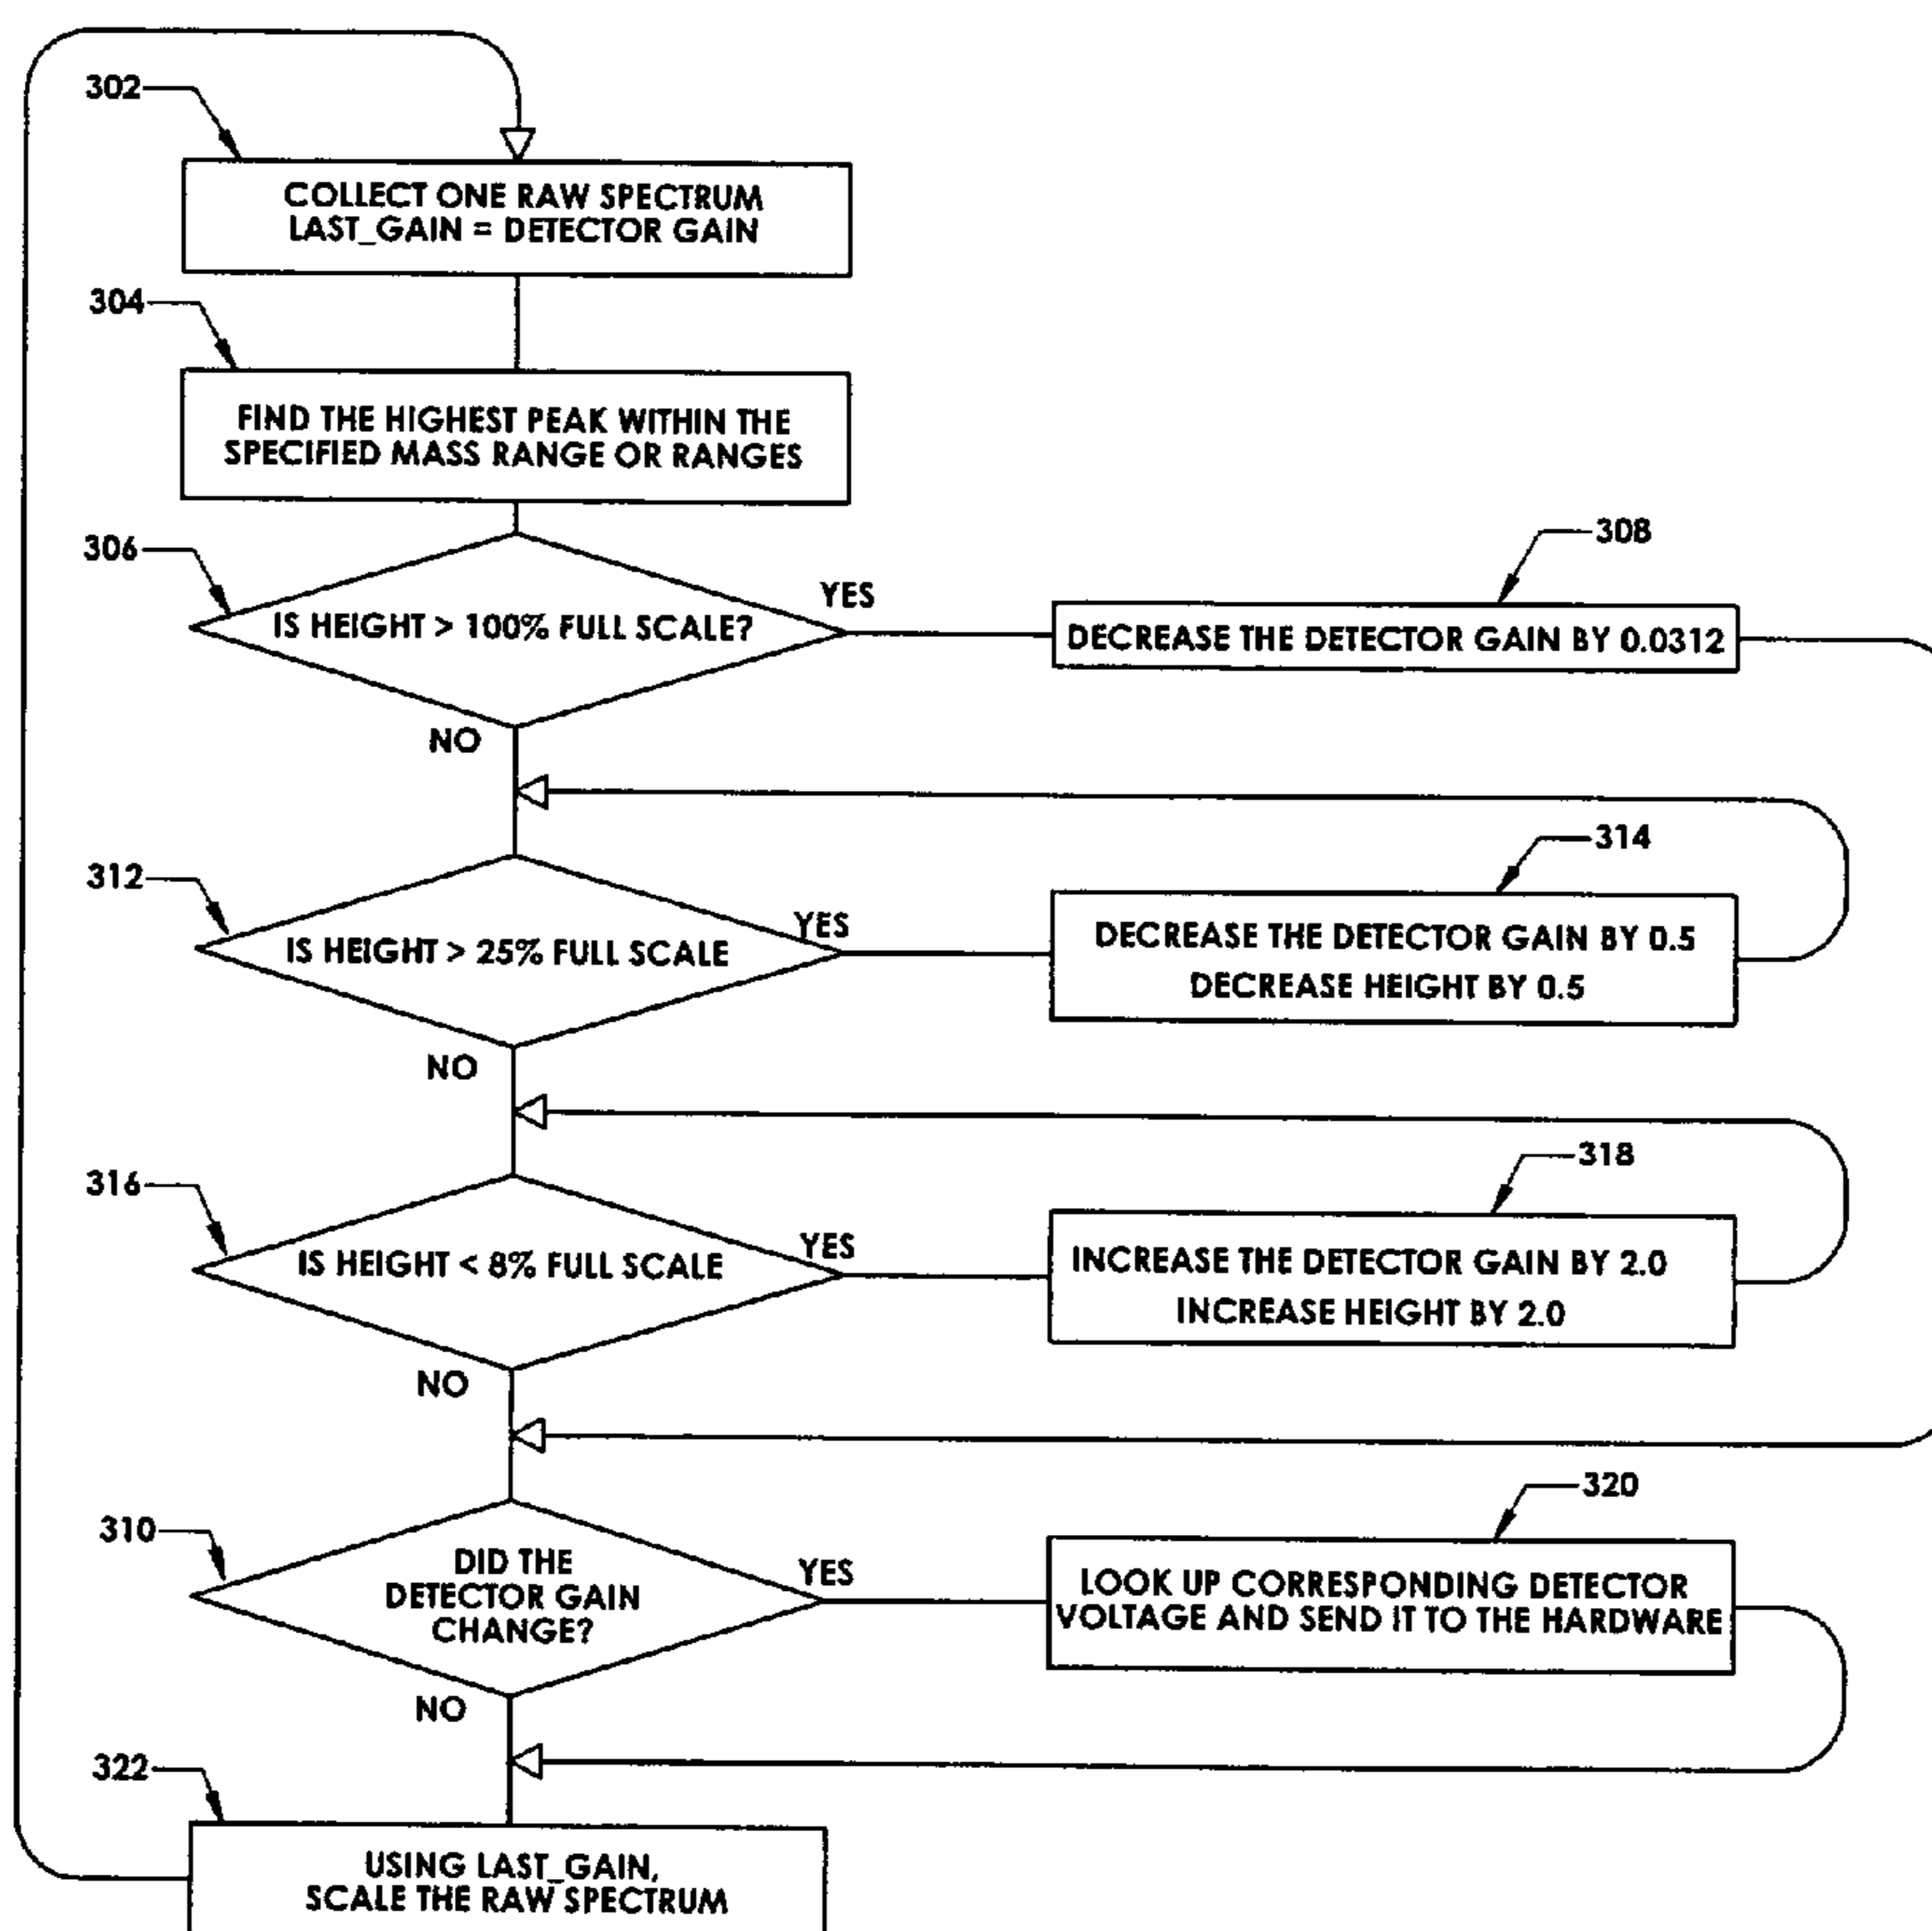 302
COLLECT ONE RAW SPECTRUM
LAST_GAIN = DETECTOR GAIN
304
FIND THE HIGHEST PEAK WITHIN THE
SPECIFIED MASS RANGE OR RANGES
306
IS HEIGHT > 100% FULL SCALE?
YES
308
DECREASE THE DETECTOR GAIN BY 0.0312
NO
312
IS HEIGHT > 25% FULL SCALE
YES
314
DECREASE THE DETECTOR GAIN BY 0.5
DECREASE HEIGHT BY 0.5
NO
316
IS HEIGHT < 8% FULL SCALE
YES
318
INCREASE THE DETECTOR GAIN BY 2.0
INCREASE HEIGHT BY 2.0
NO
310
DID THE
DETECTOR GAIN
CHANGE?
YES
320
LOOK UP CORRESPONDING DETECTOR
VOLTAGE AND SEND IT TO THE HARDWARE
NO
322
USING LAST_GAIN,
SCALE THE RAW SPECTRUM